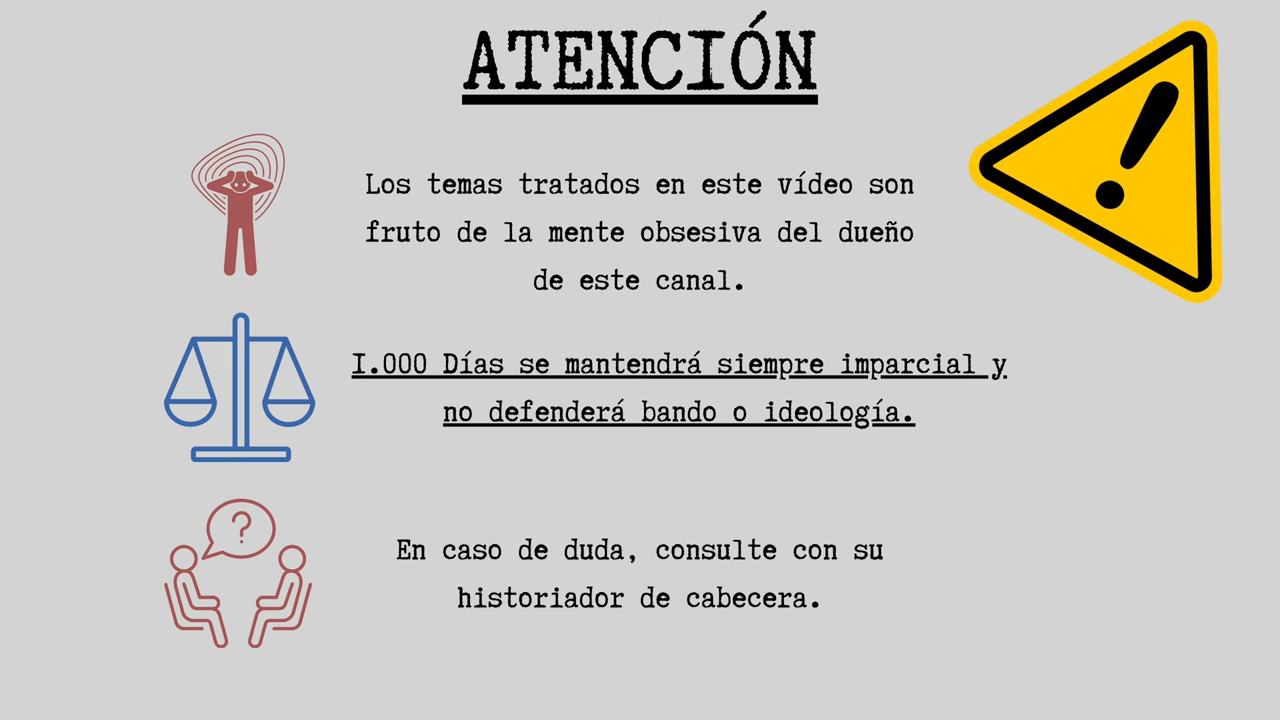 ATENCIÓN
Los temas tratados en este vídeo son
fruto de la mente obsesiva del dueño
de este canal.
1.000 Días se mantendrá siempre imparcial y
no defenderá bando o ideología.
?
En caso de duda, consulte con su
historiador de cabecera.